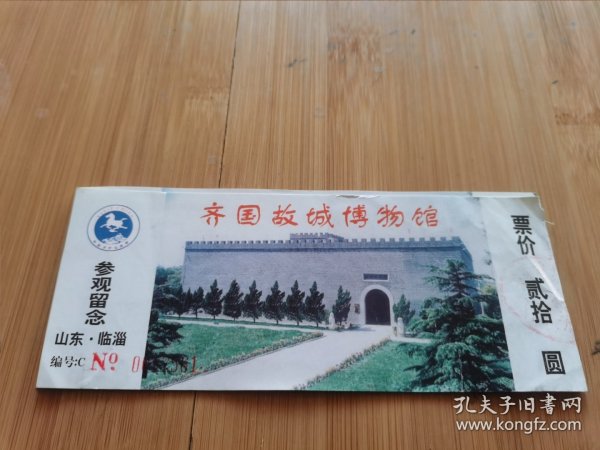 齐国故城博物馆
参观留念
山东·临淄
编号:C No
票价 贰拾 圆
孔夫子旧书网
www.kongfz.com